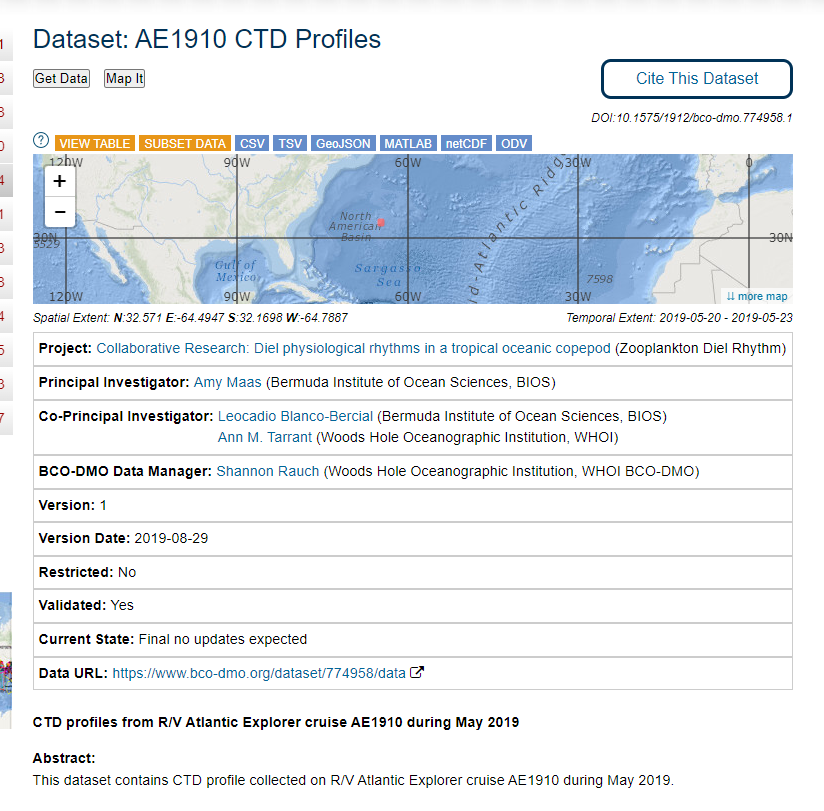 Dataset: AE1910 CTD Profiles
Get Data Map It
Cite This Dataset
DOI:10.1575/1912/bco-dmo.774958.1
? VIEW TABLE SUBSET DATA CSV TSV GeoJSON MATLAB netCDF ODV
120W 90W 60W 30W 0
+
−
North
American
Basin
30N 30N
5529
Gulf of
Mexico
Sargasso
Sea
id-Atlantic Ridg
7598
120W 90W 60W 30W
⇊ more map
Spatial Extent: N:32.571 E:-64.4947 S:32.1698 W:-64.7887
Temporal Extent: 2019-05-20 - 2019-05-23
Project: Collaborative Research: Diel physiological rhythms in a tropical oceanic copepod (Zooplankton Diel Rhythm)
Principal Investigator: Amy Maas (Bermuda Institute of Ocean Sciences, BIOS)
Co-Principal Investigator: Leocadio Blanco-Bercial (Bermuda Institute of Ocean Sciences, BIOS)
Ann M. Tarrant (Woods Hole Oceanographic Institution, WHOI)
BCO-DMO Data Manager: Shannon Rauch (Woods Hole Oceanographic Institution, WHOI BCO-DMO)
Version: 1
Version Date: 2019-08-29
Restricted: No
Validated: Yes
Current State: Final no updates expected
Data URL: https://www.bco-dmo.org/dataset/774958/data
CTD profiles from R/V Atlantic Explorer cruise AE1910 during May 2019
Abstract:
This dataset contains CTD profile collected on R/V Atlantic Explorer cruise AE1910 during May 2019.